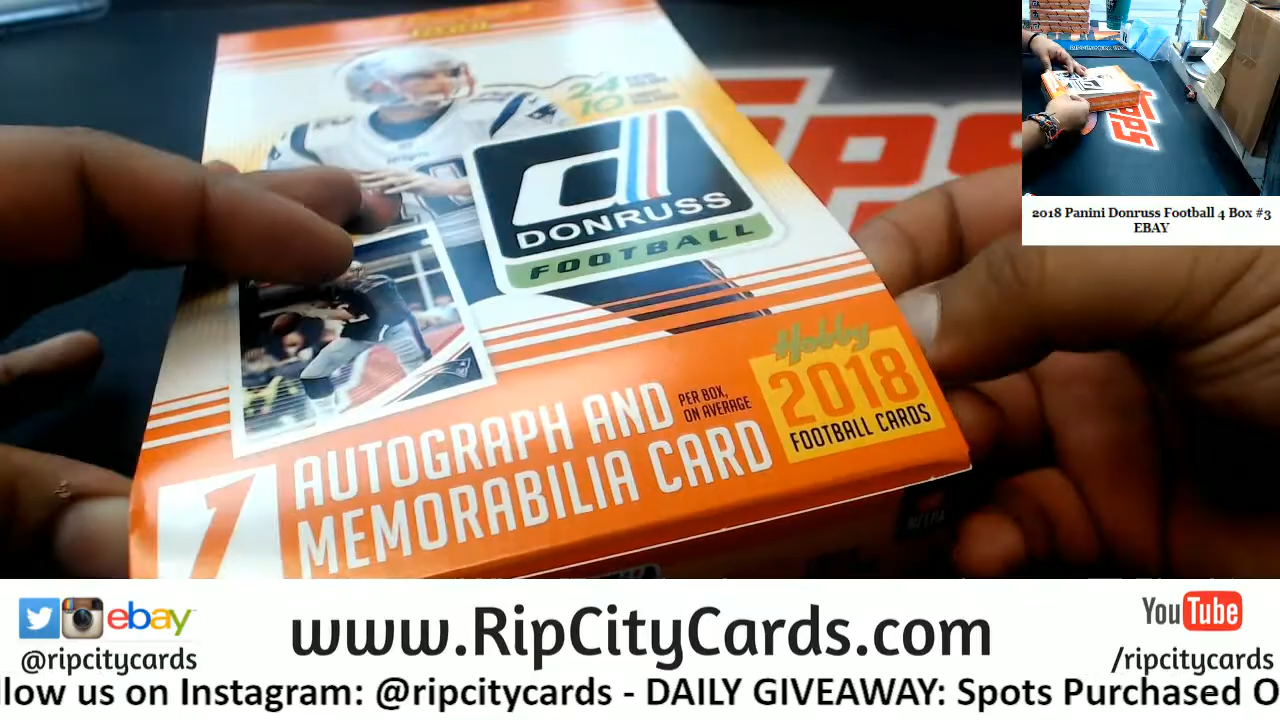 24
10
DONRUSS
FOOTBALL
Hobby
2018
FOOTBALL CARDS
1
AUTOGRAPH AND
MEMORABILIA CARD
PER BOX,
ON AVERAGE
2018 Panini Donruss Football 4 Box #3
EBAY
ebay
@ripcitycards
www.RipCityCards.com
YouTube
/ripcitycards
llow us on Instagram: @ripcitycards - DAILY GIVEAWAY: Spots Purchased O